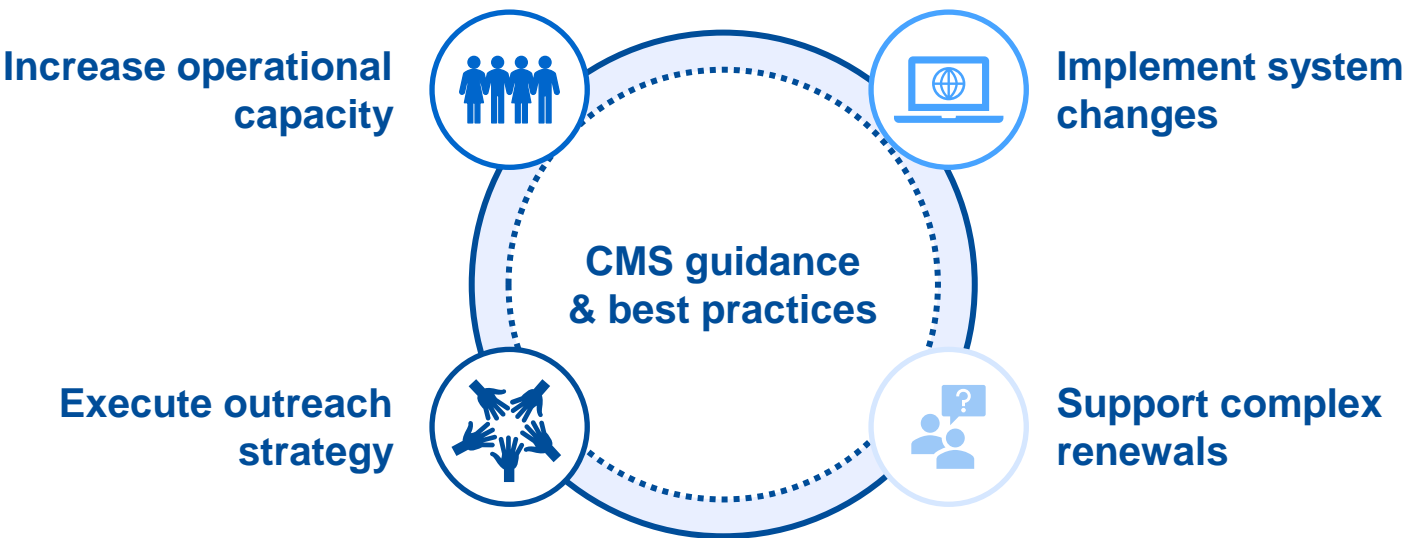 Increase operational
capacity
Implement system
changes
CMS guidance
& best practices
Execute outreach
strategy
?
Support complex
renewals